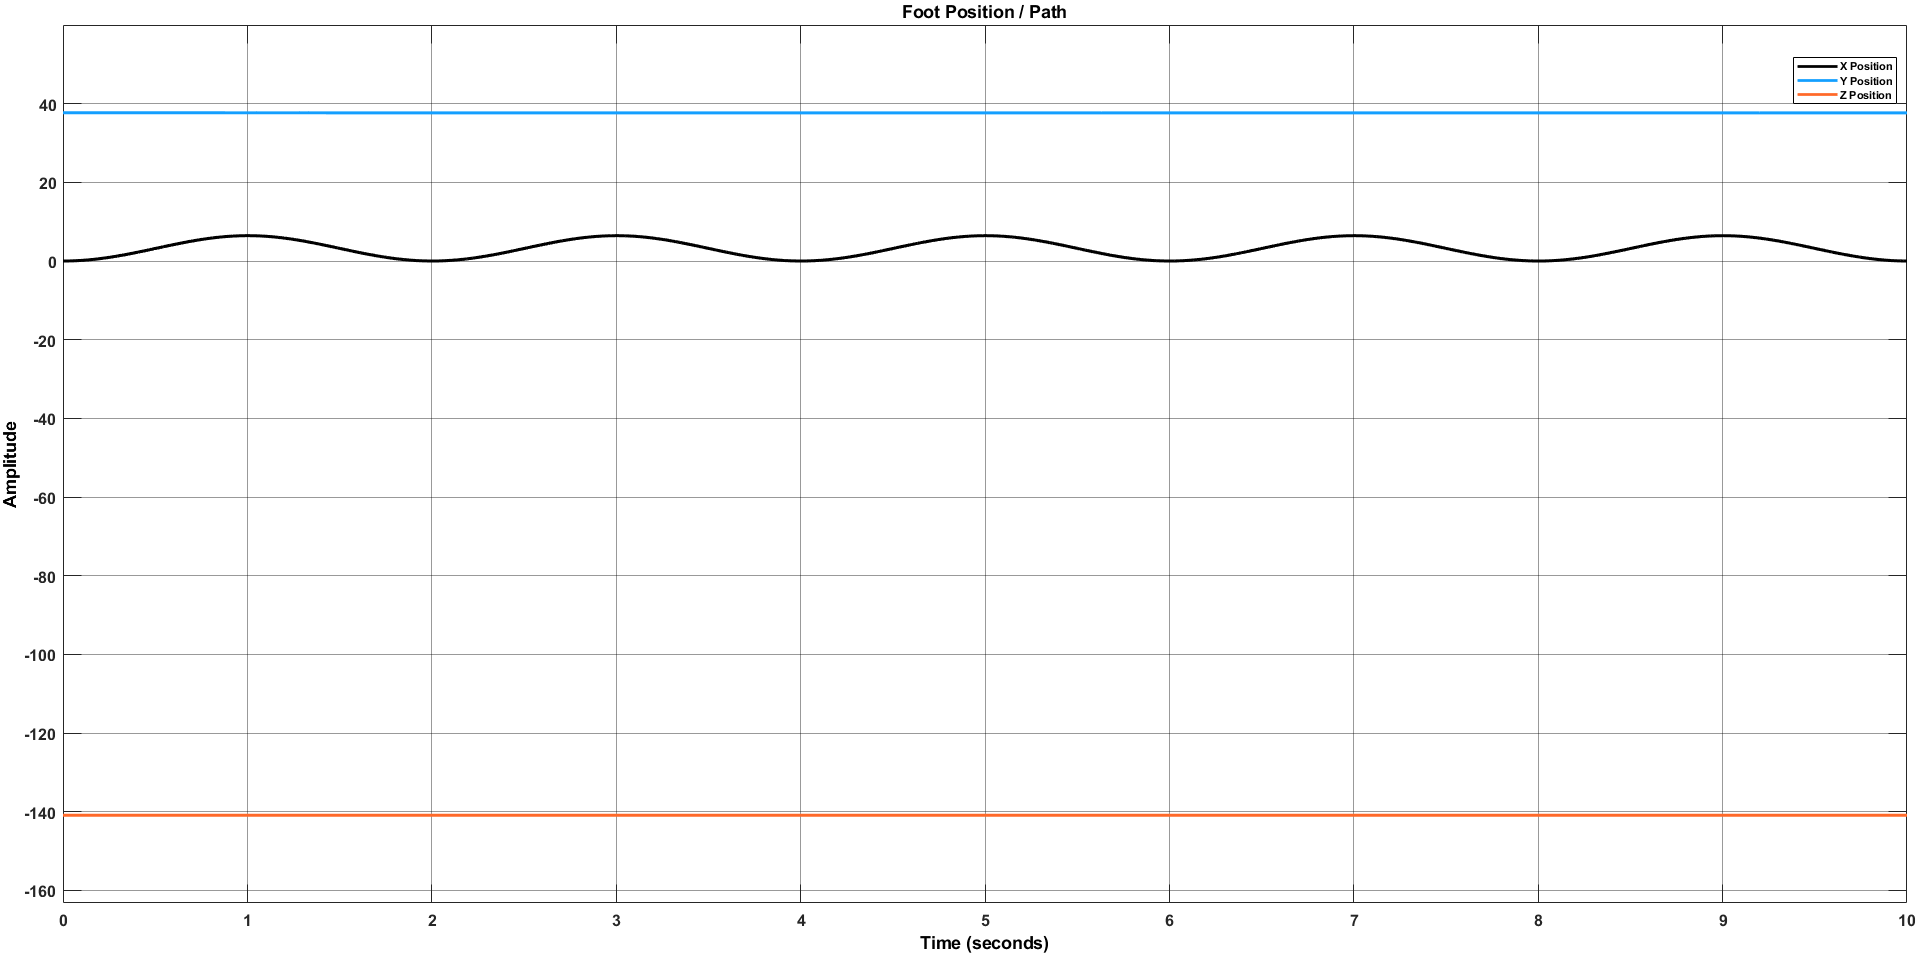 Foot Position / Path
X Position
Y Position
Z Position
40
20
0
-20
-40
-60
-80
-100
-120
-140
-160
Amplitude
0 1 2 3 4 5 6 7 8 9 10
Time (seconds)